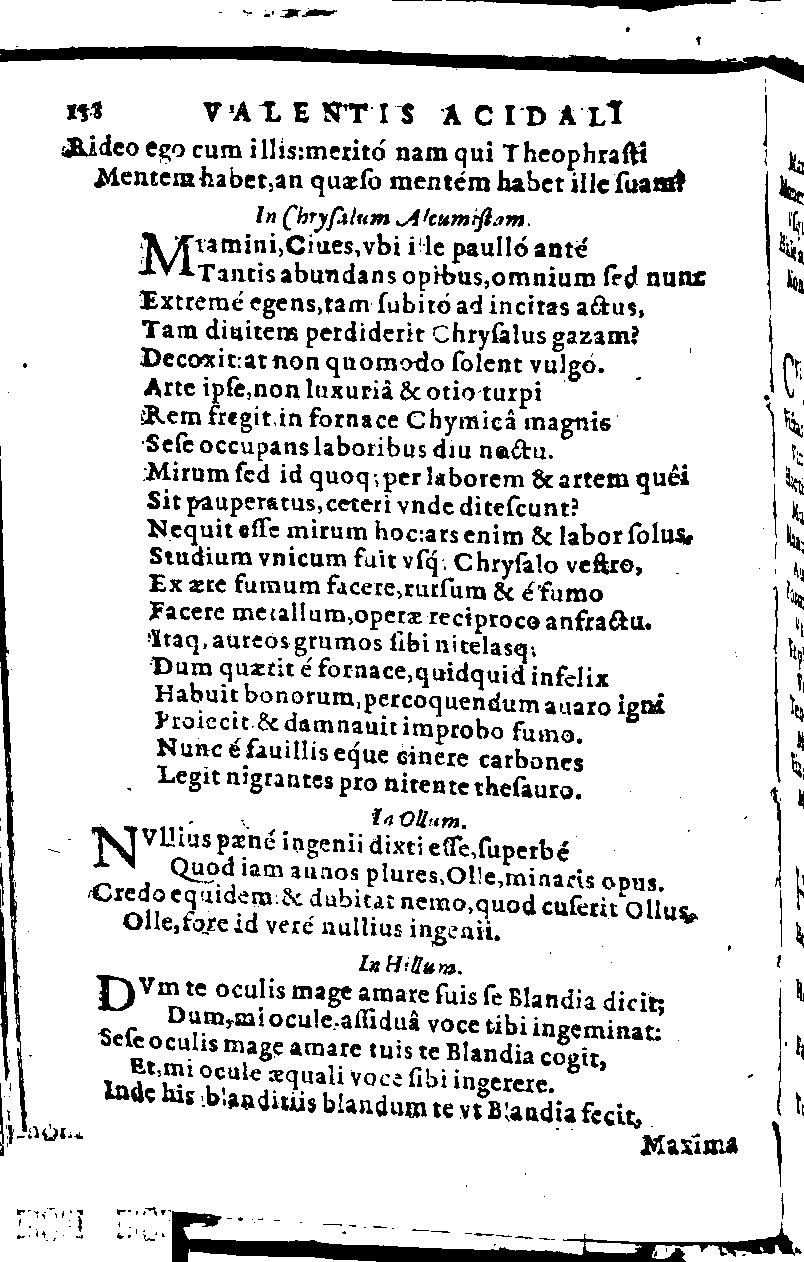 158 VALENTIS ACIDALI
Rideo ego cum illis:meritó nam qui Theophraſti
Mentem habet,an quæſo mentém habet ille ſuam?
In Chryſalum Alcumiſtam.
Miramini,Ciues,vbi ille paulló anté
Tantis abundans opibus,omnium ſed nunc
Extremé egens,tam ſubitó ad incitas actus,
Tam diuitem perdiderit Chryſalus gazam?
Decoxit:at non quomodo ſolent vulgó.
Arte ipſe,non luxuriâ & otio turpi
Rem fregit,in fornace Chymicâ magnis
Seſe occupans laboribus diu noctu.
Mirum ſed id quoq;per laborem & artem quêi
Sit pauperatus,ceteri vnde diteſcunt?
Nequit eſſe mirum hoc:ars enim & labor ſolus,
Studium vnicum fuit vſq; Chryſalo veſtro,
Ex ære fumum facere,rurſum & é fumo
Facere metallum,operæ reciproco anfractu.
Itaq, aureos grumos ſibi nitelasq;
Dum quærit é fornace,quidquid infelix
Habuit bonorum,percoquendum auaro igni
Proiecit & damnauit improbo fumo.
Nunc é fauillis eq́ue cinere carbones
Legit nigrantes pro nitente theſauro.
In Ollum.
NVllius pæné ingenii dixti eſſe,ſuperbé
Quod iam annos plures,Olle,minaris opus.
Credo equidem:& dubitat nemo,quod cuſerit Ollus,
Olle,fore id veré nullius ingenii.
In Hillum.
DVm te oculis mage amare ſuis ſe Blandia dicit;
Dum,mi ocule,aſſiduâ voce tibi ingeminat:
Seſe oculis mage amare tuis te Blandia cogit,
Et,mi ocule æquali voce ſibi ingerere.
Inde his blanditiis blandum te vt Blandia fecit,
Maxima